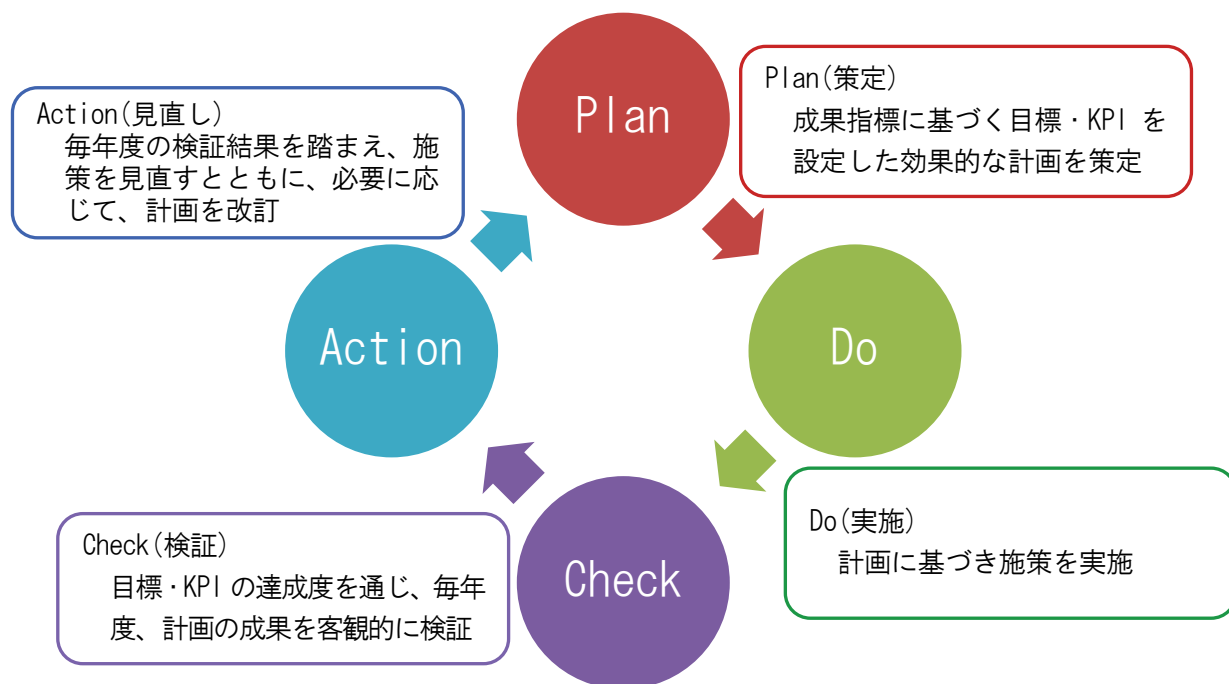 Plan
Plan(策定)
成果指標に基づく目標・KPI を
設定した効果的な計画を策定
Action(見直し)
毎年度の検証結果を踏まえ、施
策を見直すとともに、必要に応
じて、計画を改訂
Action
Do
Do(実施)
計画に基づき施策を実施
Check
Check(検証)
目標・KPI の達成度を通じ、毎年
度、計画の成果を客観的に検証